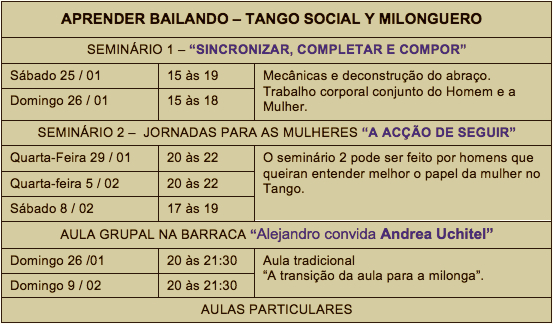 APRENDER BAILANDO – TANGO SOCIAL Y MILONGUERO
SEMINÁRIO 1 – “SINCRONIZAR, COMPLETAR E COMPOR”
Sábado 25 / 01
15 às 19
Domingo 26 / 01
15 às 18
Mecânicas e deconstrução do abraço.
Trabalho corporal conjunto do Homem e a
Mulher.
SEMINÁRIO 2 – JORNADAS PARA AS MULHERES “A ACÇÃO DE SEGUIR”
Quarta-Feira 29 / 01
20 às 22
Quarta-feira 5 / 02
20 às 22
Sábado 8 / 02
17 às 19
O seminário 2 pode ser feito por homens que
queiran entender melhor o papel da mulher no
Tango.
AULA GRUPAL NA BARRACA “Alejandro convida Andrea Uchitel”
Domingo 26 /01
20 às 21:30
Domingo 9 / 02
20 às 21:30
Aula tradicional
“A transição da aula para a milonga”.
AULAS PARTICULARES